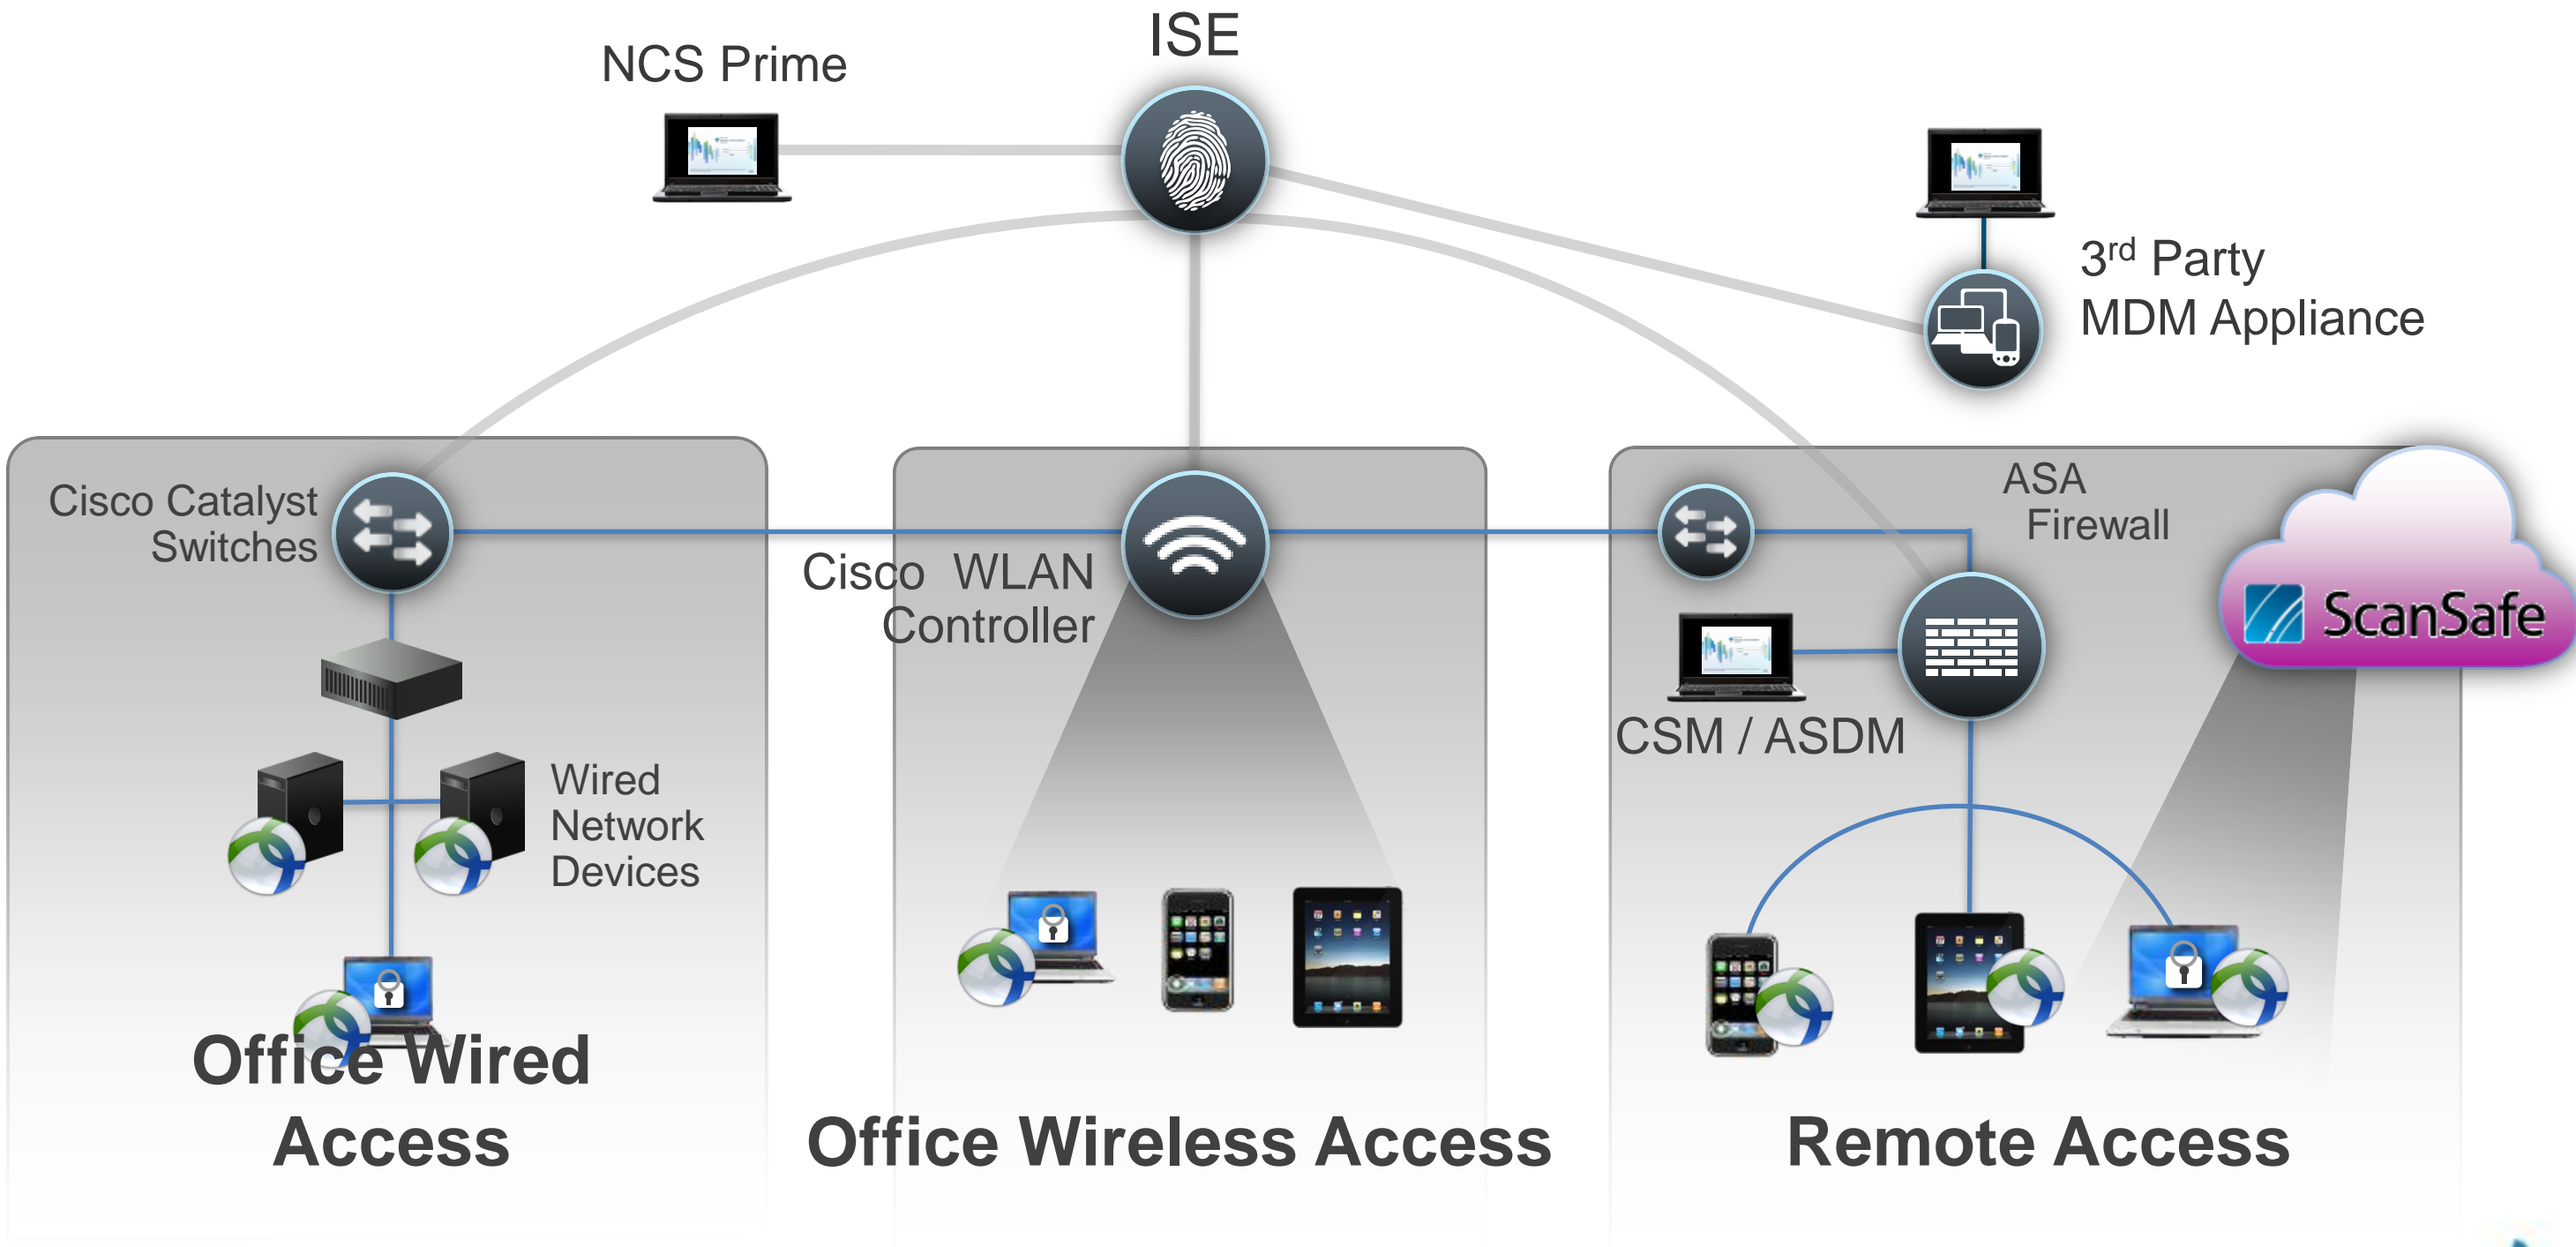 ISE
NCS Prime
3rd Party
MDM Appliance
Cisco Catalyst
Switches
Cisco WLAN
Controller
ASA
Firewall
ScanSafe
CSM / ASDM
Wired
Network
Devices
Office Wired
Access
Office Wireless Access
Remote Access